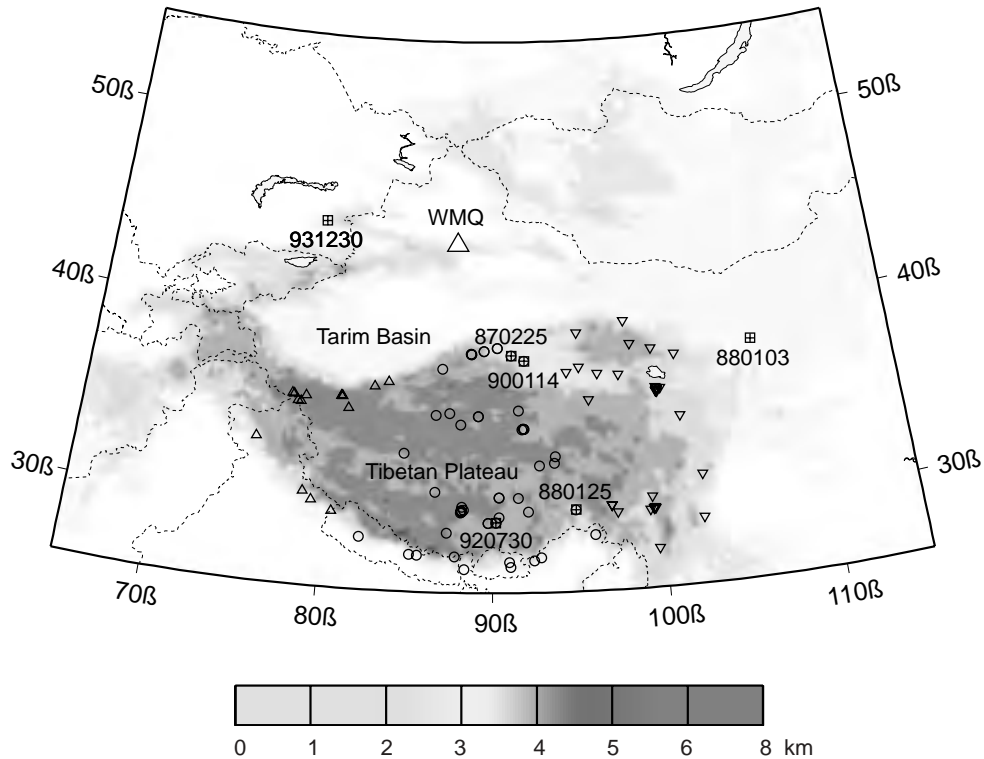 50ß
50ß
WMQ
931230
40ß
40ß
Tarim Basin
870225
880103
900114
30ß
30ß
Tibetan Plateau
880125
920730
70ß
80ß
90ß
100ß
110ß
0 1 2 3 4 5 6 8 km